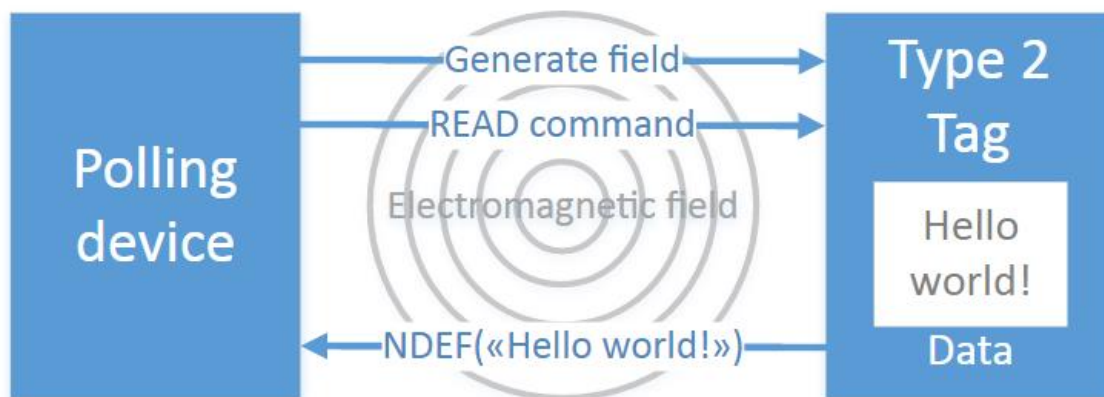 Polling
device
Generate field
READ command
Electromagnetic field
NDEF(«Hello world!»)
Type 2
Tag
Hello
world!
Data